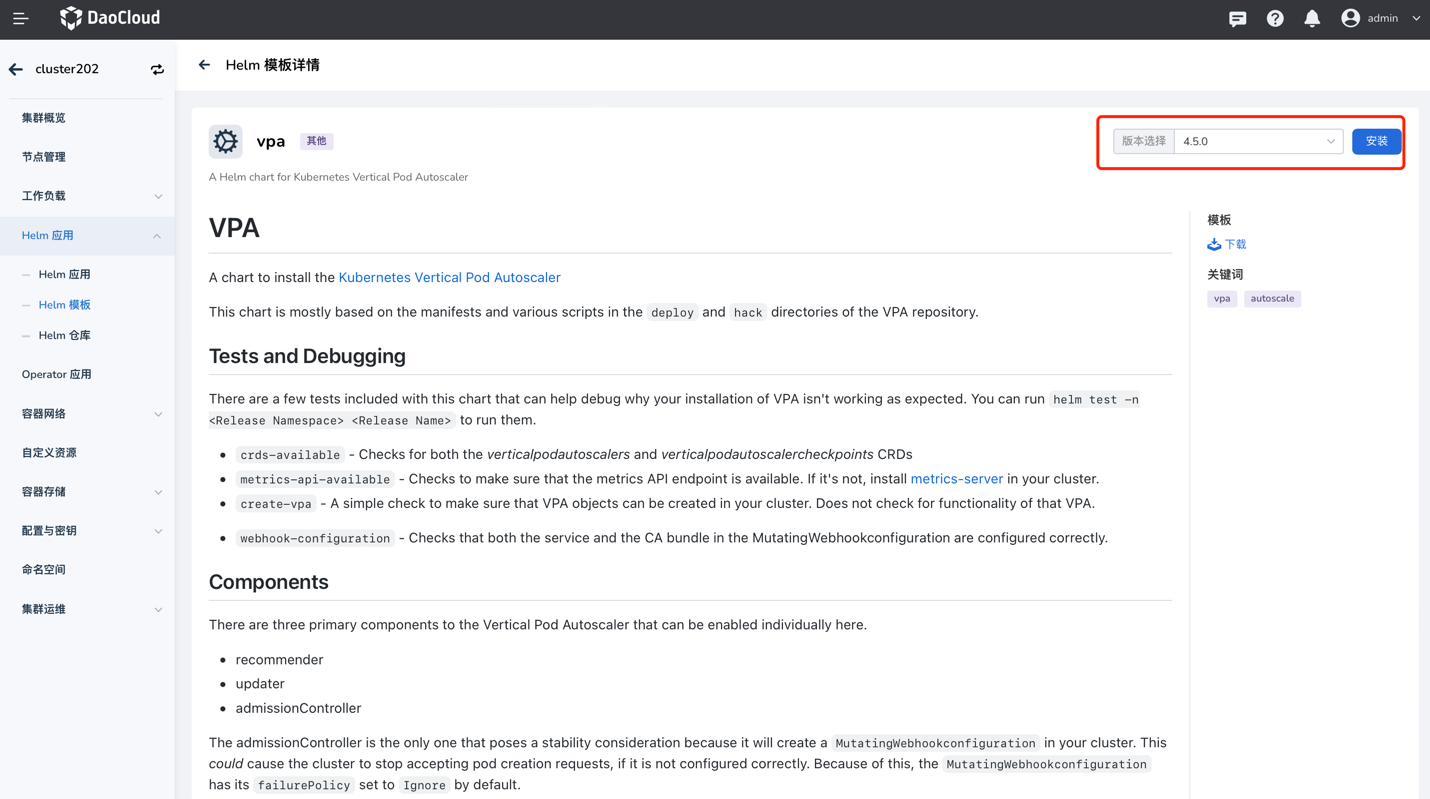 DaoCloud
admin
cluster202
集群概览
节点管理
工作负载
Helm 应用
Helm 应用
Helm 模板
Helm 仓库
Operator 应用
容器网络
自定义资源
容器存储
配置与密钥
命名空间
集群运维
Helm 模板详情
vpa 其他
A Helm chart for Kubernetes Vertical Pod Autoscaler
版本选择 4.5.0 安装
VPA
A chart to install the Kubernetes Vertical Pod Autoscaler
This chart is mostly based on the manifests and various scripts in the deploy and hack directories of the VPA repository.
Tests and Debugging
There are a few tests included with this chart that can help debug why your installation of VPA isn't working as expected. You can run helm test -n
<Release Namespace> <Release Name> to run them.
crds-available - Checks for both the verticalpodautoscalers and verticalpodautoscalercheckpoints CRDs
metrics-api-available - Checks to make sure that the metrics API endpoint is available. If it's not, install metrics-server in your cluster.
create-vpa - A simple check to make sure that VPA objects can be created in your cluster. Does not check for functionality of that VPA.
webhook-configuration - Checks that both the service and the CA bundle in the MutatingWebhookconfiguration are configured correctly.
Components
There are three primary components to the Vertical Pod Autoscaler that can be enabled individually here.
recommender
updater
admissionController
The admissionController is the only one that poses a stability consideration because it will create a MutatingWebhookconfiguration in your cluster. This
could cause the cluster to stop accepting pod creation requests, if it is not configured correctly. Because of this, the MutatingWebhookconfiguration
has its failurePolicy set to Ignore by default.
模板
下载
关键词
vpa autoscale